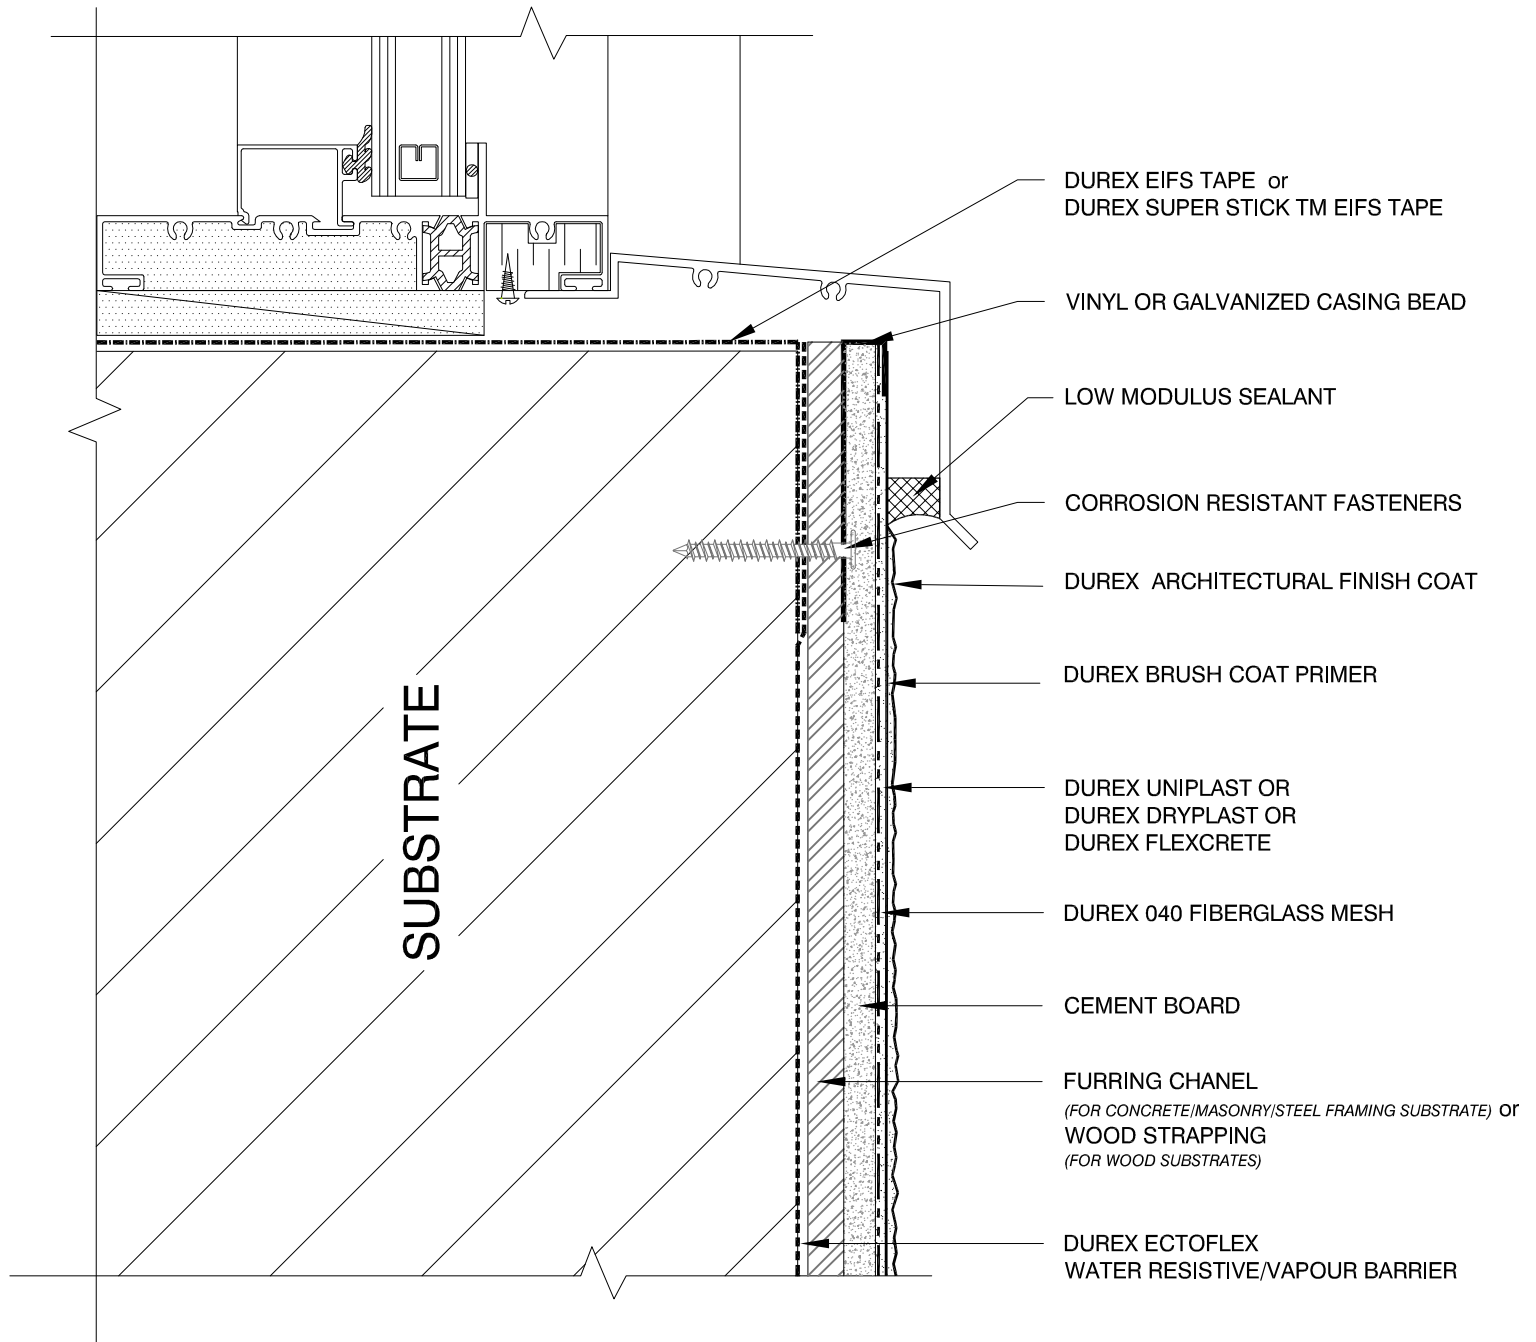 DUREX EIFS TAPE or
DUREX SUPER STICK TM EIFS TAPE
VINYL OR GALVANIZED CASING BEAD
LOW MODULUS SEALANT
CORROSION RESISTANT FASTENERS
DUREX ARCHITECTURAL FINISH COAT
DUREX BRUSH COAT PRIMER
SUBSTRATE
DUREX UNIPLAST OR
DUREX DRYPLAST OR
DUREX FLEXCRETE
DUREX 040 FIBERGLASS MESH
CEMENT BOARD
FURRING CHANEL
(FOR CONCRETE/MASONRY/STEEL FRAMING SUBSTRATE) or
WOOD STRAPPING
(FOR WOOD SUBSTRATES)
DUREX ECTOFLEX
WATER RESISTIVE/VAPOUR BARRIER